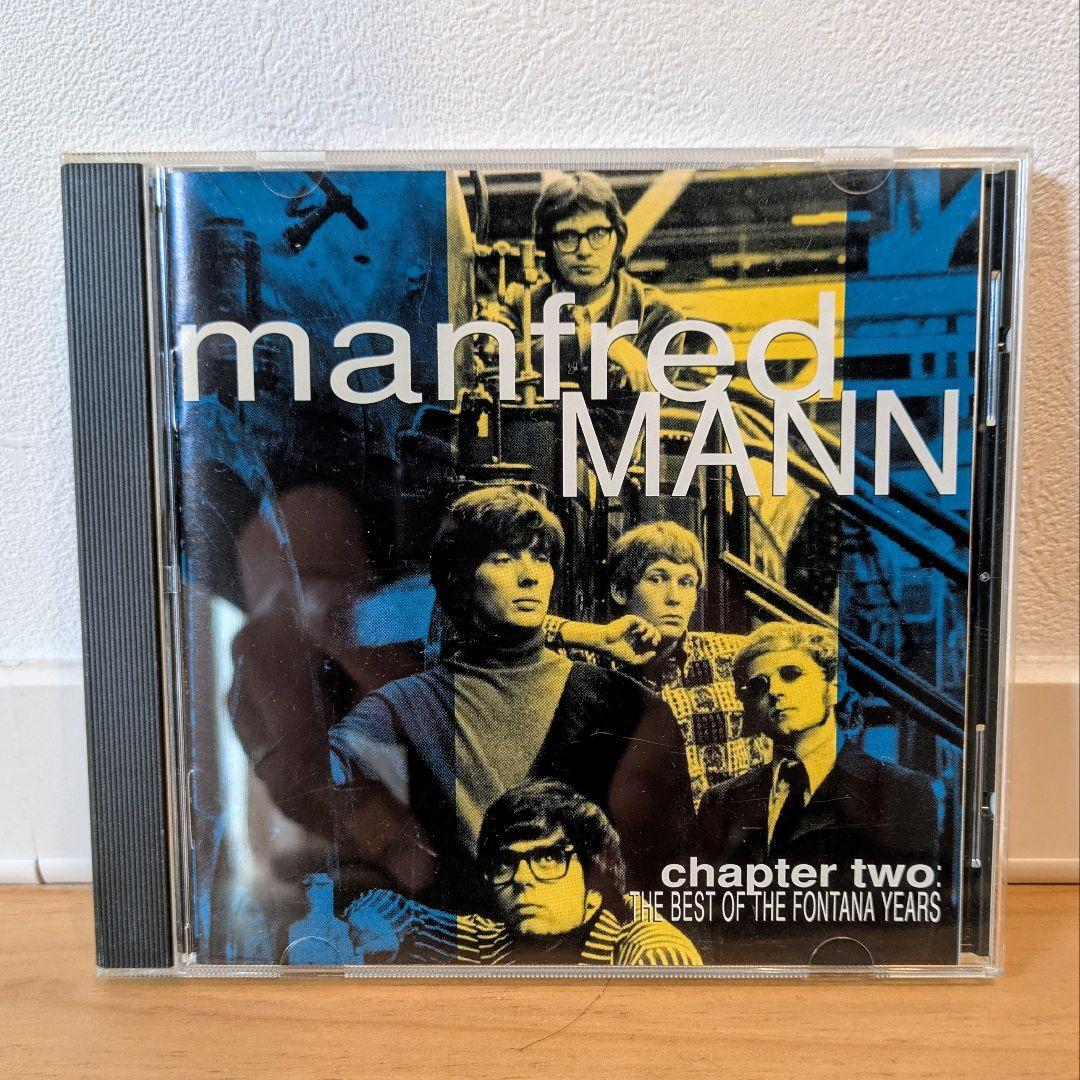 manfred
MANN
chapter two:
THE BEST OF THE FONTANA YEARS